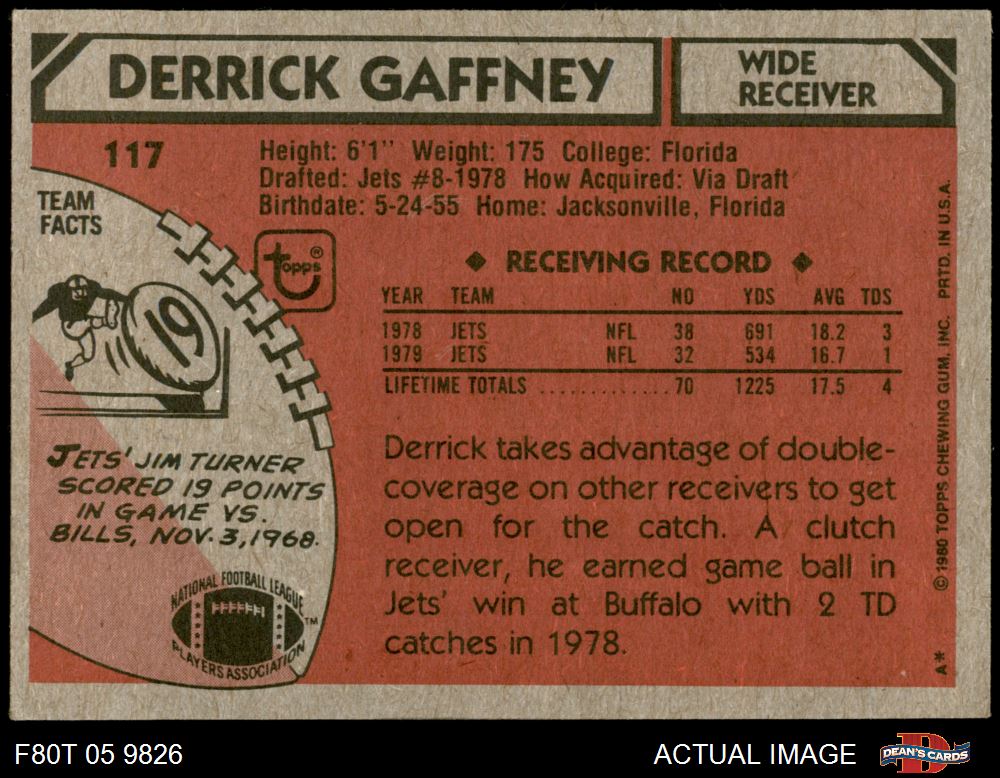 DERRICK GAFFNEY
WIDE
RECEIVER
117
Height: 6'1" Weight: 175 College: Florida
Drafted: Jets #8-1978 How Acquired: Via Draft
Birthdate: 5-24-55 Home: Jacksonville, Florida
TEAM
FACTS
topps®
19
JETS' JIM TURNER
SCORED 19 POINTS
IN GAME VS.
BILLS, NOV. 3, 1968.
NATIONAL FOOTBALL LEAGUE
PLAYERS ASSOCIATION
TM
◆ RECEIVING RECORD ◆
YEAR TEAM NO YDS AVG TDS
1978 JETS NFL 38 691 18.2 3
1979 JETS NFL 32 534 16.7 1
LIFETIME TOTALS ............. 70 1225 17.5 4
Derrick takes advantage of double-
coverage on other receivers to get
open for the catch. A clutch
receiver, he earned game ball in
Jets' win at Buffalo with 2 TD
catches in 1978.
A* © 1980 TOPPS CHEWING GUM, INC. PRTD. IN U.S.A.
F80T 05 9826
ACTUAL IMAGE
DEAN'S CARDS